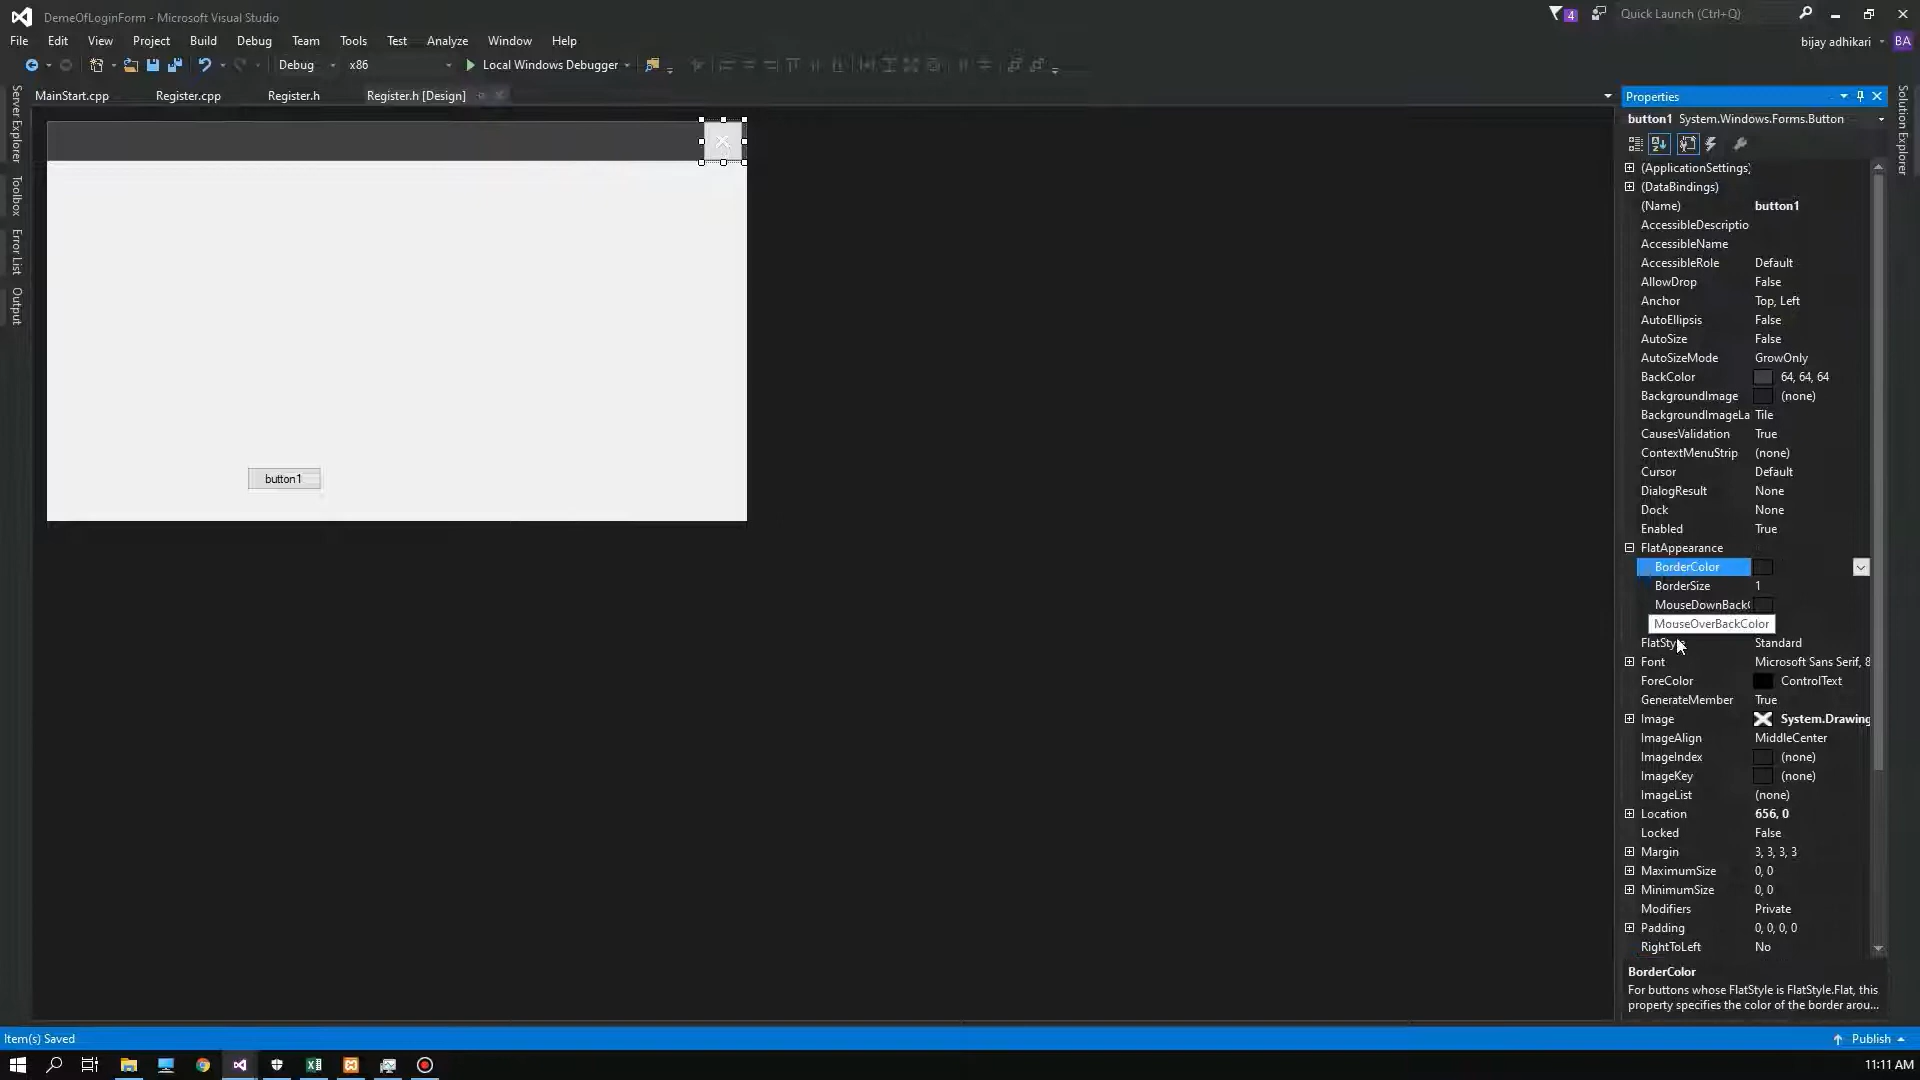 DemeOfLoginForm - Microsoft Visual Studio
4
Quick Launch (Ctrl+Q)
File Edit View Project Build Debug Team Tools Test Analyze Window Help
bijay adhikari BA
Debug x86 Local Windows Debugger
MainStart.cpp Register.cpp Register.h Register.h [Design]
Server Explorer
Toolbox
Error List
Output
Solution Explorer
button1
Properties
button1 System.Windows.Forms.Button
(ApplicationSettings)
(DataBindings)
(Name) button1
AccessibleDescriptio
AccessibleName
AccessibleRole Default
AllowDrop False
Anchor Top, Left
AutoEllipsis False
AutoSize False
AutoSizeMode GrowOnly
BackColor 64, 64, 64
BackgroundImage (none)
BackgroundImageLa Tile
CausesValidation True
ContextMenuStrip (none)
Cursor Default
DialogResult None
Dock None
Enabled True
FlatAppearance
BorderColor
BorderSize 1
MouseDownBackC
MouseOverBackColor
FlatStyle Standard
Font Microsoft Sans Serif, 8
ForeColor ControlText
GenerateMember True
Image System.Drawing
ImageAlign MiddleCenter
ImageIndex (none)
ImageKey (none)
ImageList (none)
Location 656, 0
Locked False
Margin 3, 3, 3, 3
MaximumSize 0, 0
MinimumSize 0, 0
Modifiers Private
Padding 0, 0, 0, 0
RightToLeft No
BorderColor
For buttons whose FlatStyle is FlatStyle.Flat, this
property specifies the color of the border arou...
Item(s) Saved
Publish
11:11 AM